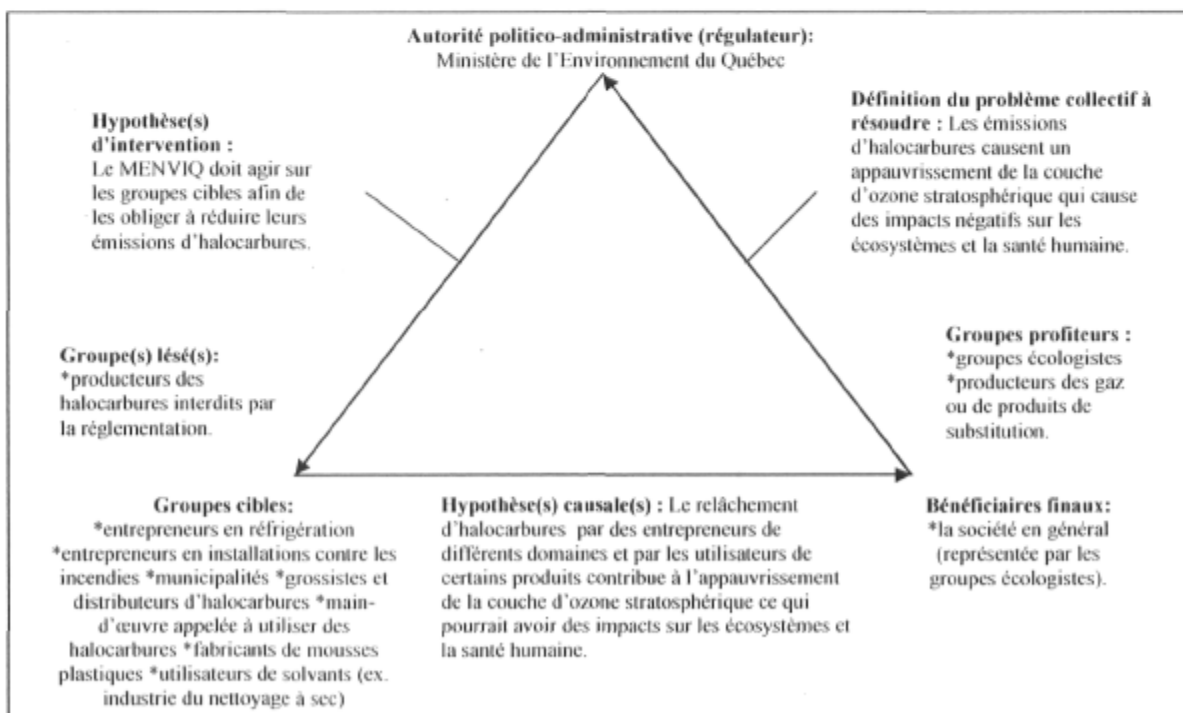 Autorité politico-administrative (régulateur):
Ministère de l'Environnement du Québec
Hypothèse(s)
d'intervention :
Le MENVIQ doit agir sur
les groupes cibles afin de
les obliger à réduire leurs
émissions d'halocarbures.
Définition du problème collectif à
résoudre : Les émissions
d'halocarbures causent un
appauvrissement de la couche
d'ozone stratosphérique qui cause
des impacts négatifs sur les
écosystèmes et la santé humaine.
Groupe(s) lésé(s):
*producteurs des
halocarbures interdits par
la réglementation.
Groupes profiteurs :
*groupes écologistes
*producteurs des gaz
ou de produits de
substitution.
Groupes cibles:
*entrepreneurs en réfrigération
*entrepreneurs en installations contre les
incendies *municipalités *grossistes et
distributeurs d'halocarbures *main-
d'œuvre appelée à utiliser des
halocarbures *fabricants de mousses
plastiques *utilisateurs de solvants (ex.
industrie du nettoyage à sec)
Hypothèse(s) causale(s) : Le relâchement
d'halocarbures par des entrepreneurs de
différents domaines et par les utilisateurs de
certains produits contribue à l'appauvrissement
de la couche d'ozone stratosphérique ce qui
pourrait avoir des impacts sur les écosystèmes et
la santé humaine.
Bénéficiaires finaux:
*la société en général
(représentée par les
groupes écologistes).